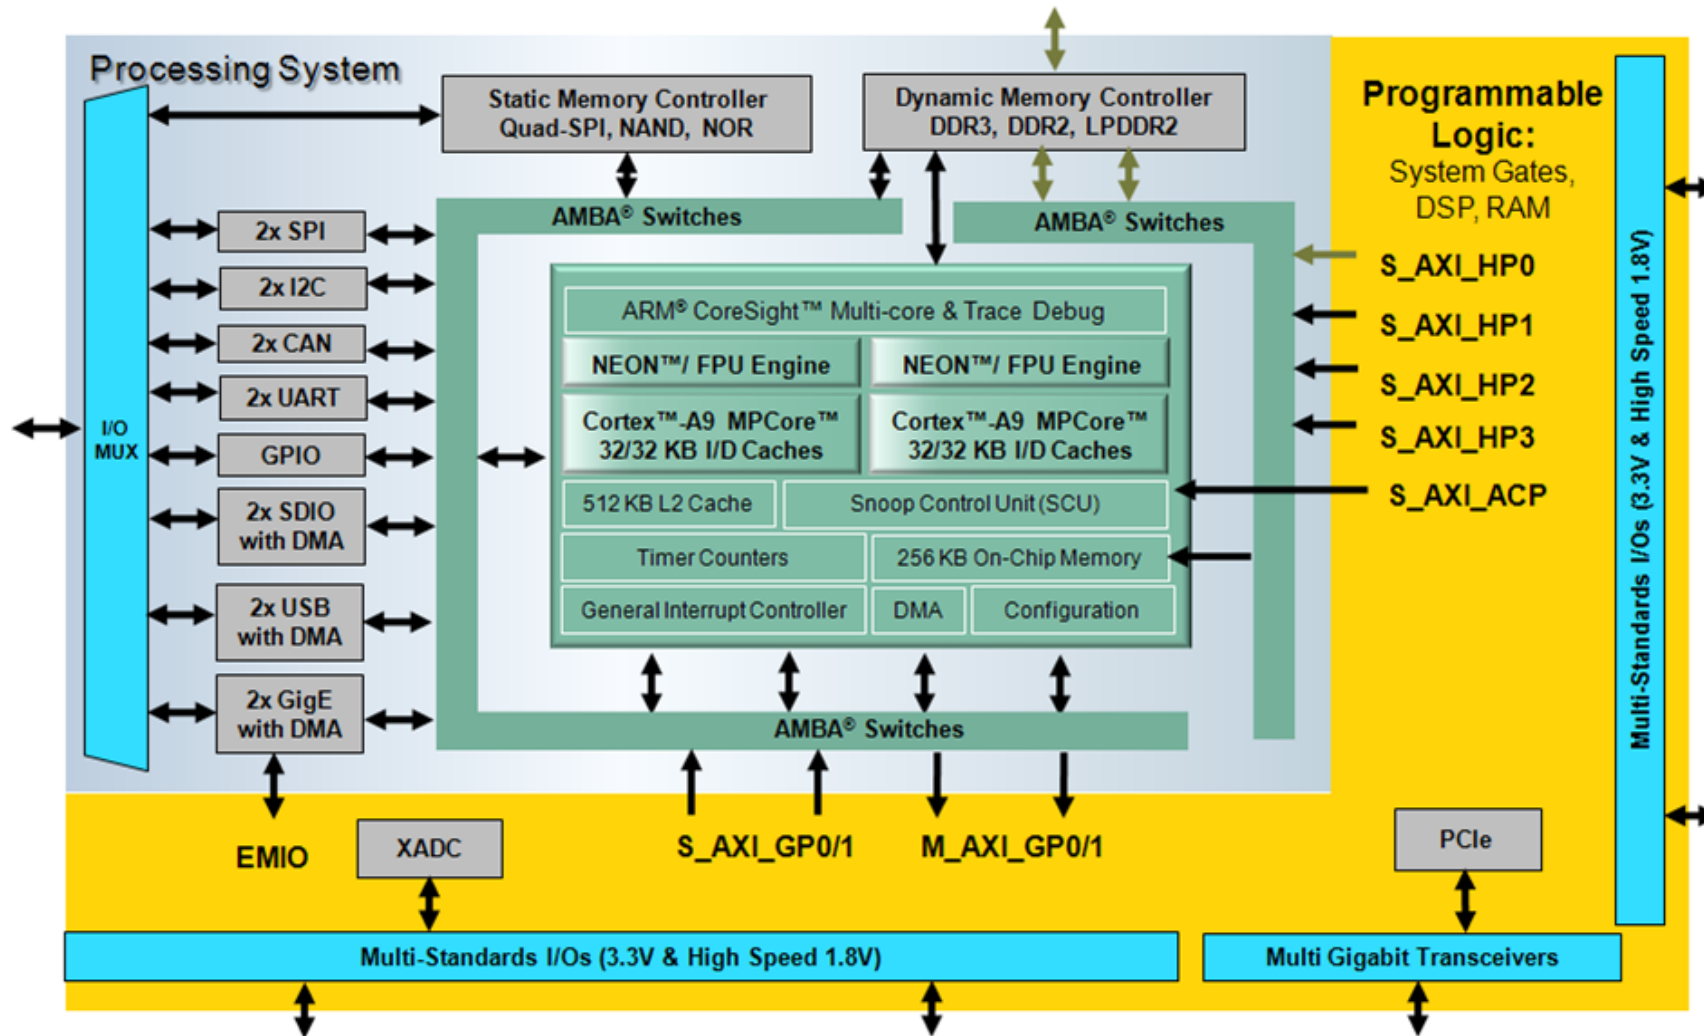 Processing System
Static Memory Controller
Quad-SPI, NAND, NOR
Dynamic Memory Controller
DDR3, DDR2, LPDDR2
Programmable
Logic:
System Gates,
DSP, RAM
AMBA® Switches
AMBA® Switches
I/O
MUX
2x SPI
2x I2C
2x CAN
2x UART
GPIO
2x SDIO
with DMA
2x USB
with DMA
2x GigE
with DMA
ARM® CoreSight™ Multi-core & Trace Debug
NEON™/ FPU Engine
NEON™/ FPU Engine
Cortex™-A9 MPCore™
32/32 KB I/D Caches
Cortex™-A9 MPCore™
32/32 KB I/D Caches
512 KB L2 Cache
Snoop Control Unit (SCU)
Timer Counters
256 KB On-Chip Memory
General Interrupt Controller
DMA
Configuration
AMBA® Switches
S_AXI_HP0
S_AXI_HP1
S_AXI_HP2
S_AXI_HP3
S_AXI_ACP
Multi-Standards I/Os (3.3V & High Speed 1.8V)
EMIO
XADC
S_AXI_GP0/1
M_AXI_GP0/1
PCIe
Multi-Standards I/Os (3.3V & High Speed 1.8V)
Multi Gigabit Transceivers